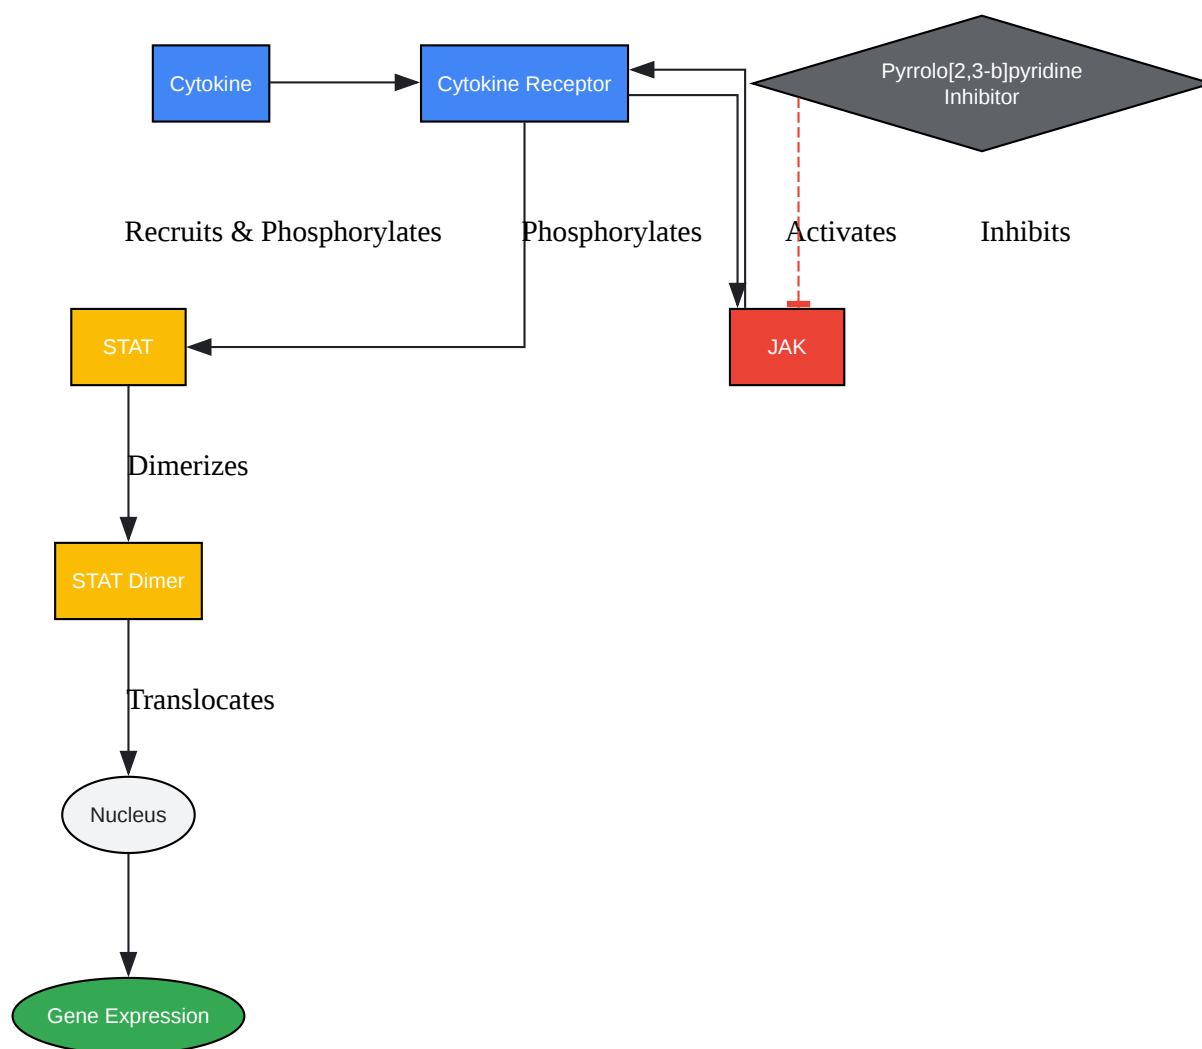 Cytokine
Cytokine Receptor
Pyrrolo[2,3-b]pyridine
Inhibitor
Recruits & Phosphorylates
Phosphorylates
Activates
Inhibits
STAT
JAK
Dimerizes
STAT Dimer
Translocates
Nucleus
Gene Expression